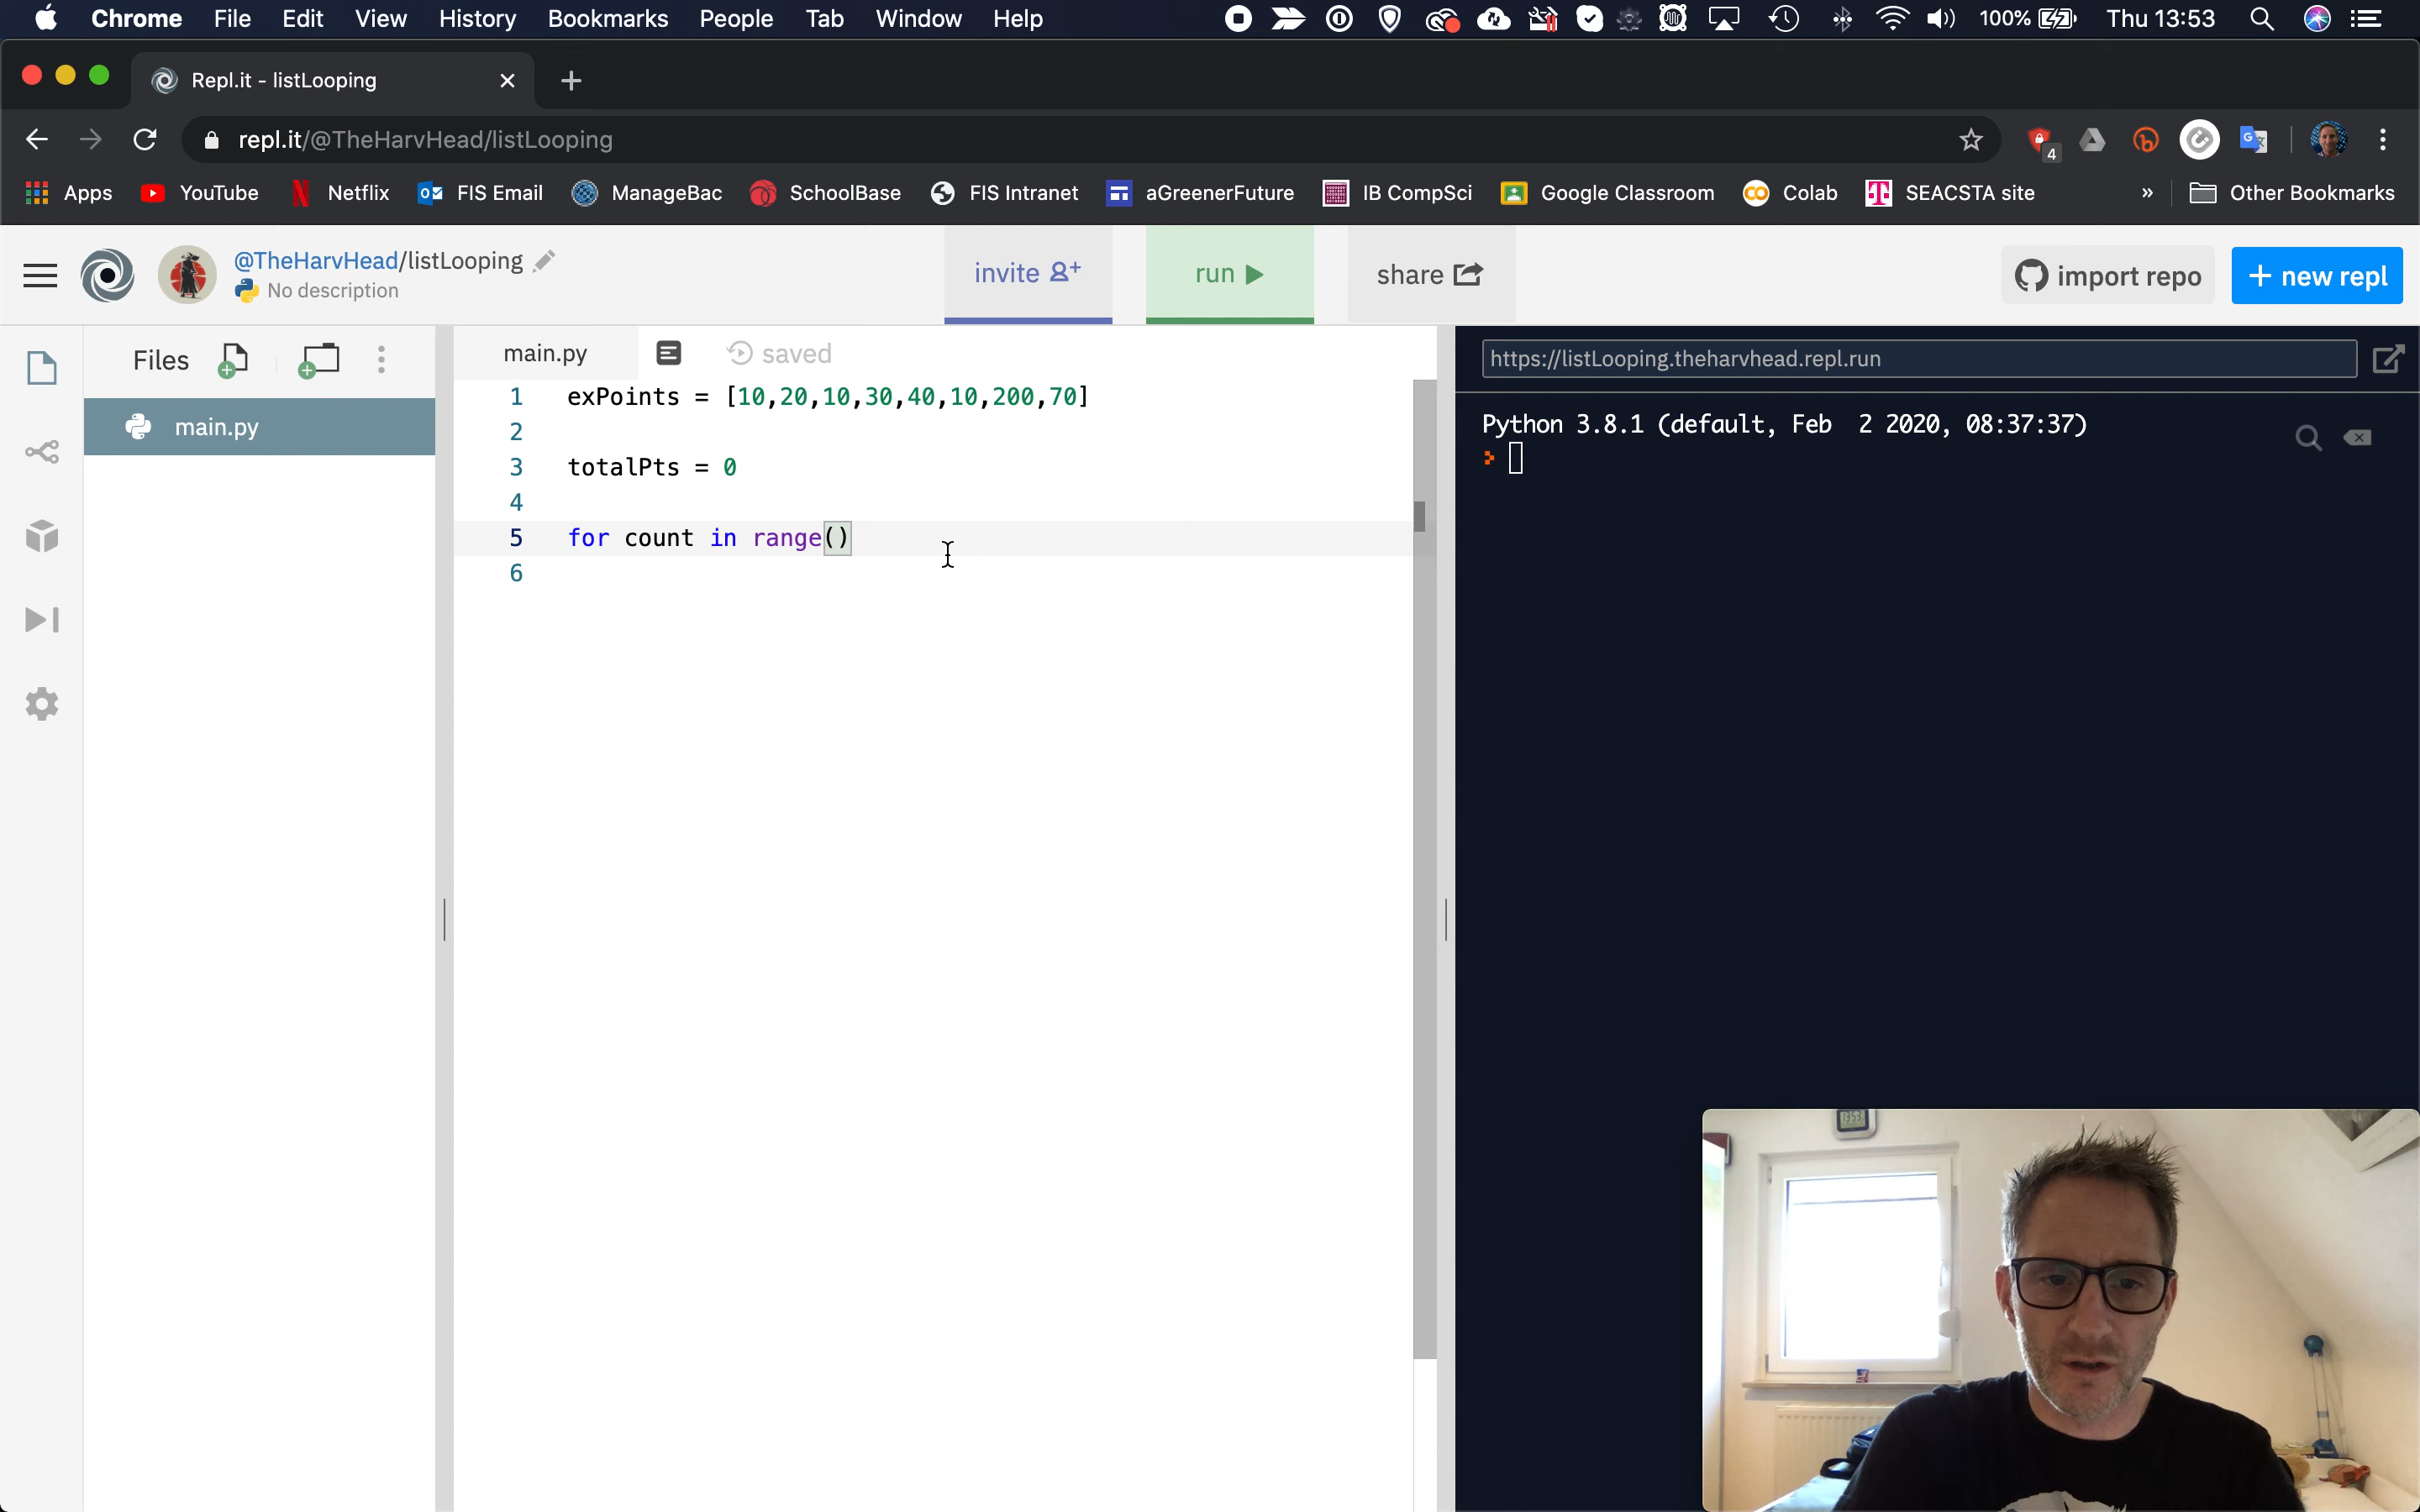 Chrome File Edit View History Bookmarks People Tab Window Help 100% Thu 13:53
Repl.it - listLooping
repl.it/@TheHarvHead/listLooping 4
Apps YouTube Netflix FIS Email ManageBac SchoolBase FIS Intranet aGreenerFuture IB CompSci Google Classroom Colab SEACSTA site » Other Bookmarks
@TheHarvHead/listLooping
No description
invite
run
share
import repo
+ new repl
Files
main.py
main.py saved
1 exPoints = [10,20,10,30,40,10,200,70]
2
3 totalPts = 0
4
5 for count in range()
6
https://listLooping.theharvhead.repl.run
Python 3.8.1 (default, Feb  2 2020, 08:37:37)